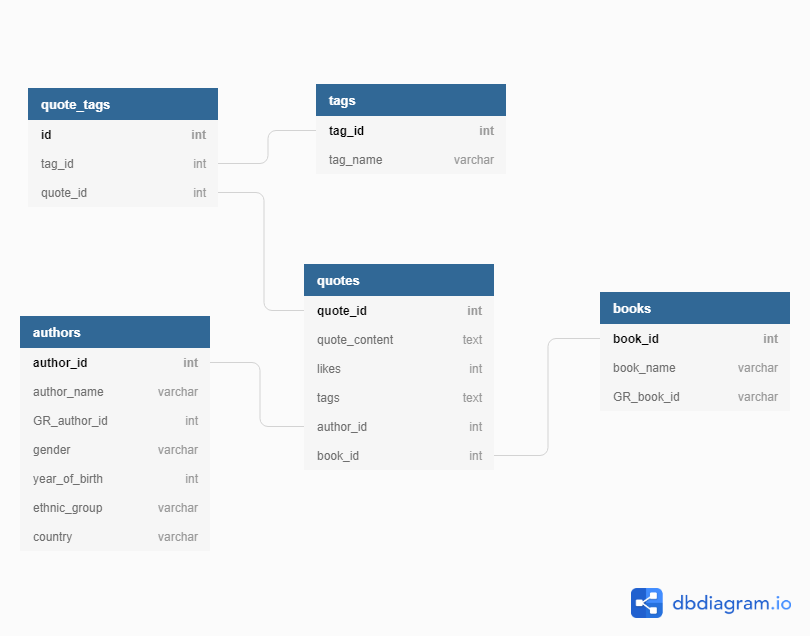 quote_tags
id int
tag_id int
quote_id int
tags
tag_id int
tag_name varchar
quotes
quote_id int
quote_content text
likes int
tags text
author_id int
book_id int
books
book_id int
book_name varchar
GR_book_id varchar
authors
author_id int
author_name varchar
GR_author_id int
gender varchar
year_of_birth int
ethnic_group varchar
country varchar
dbdiagram.io